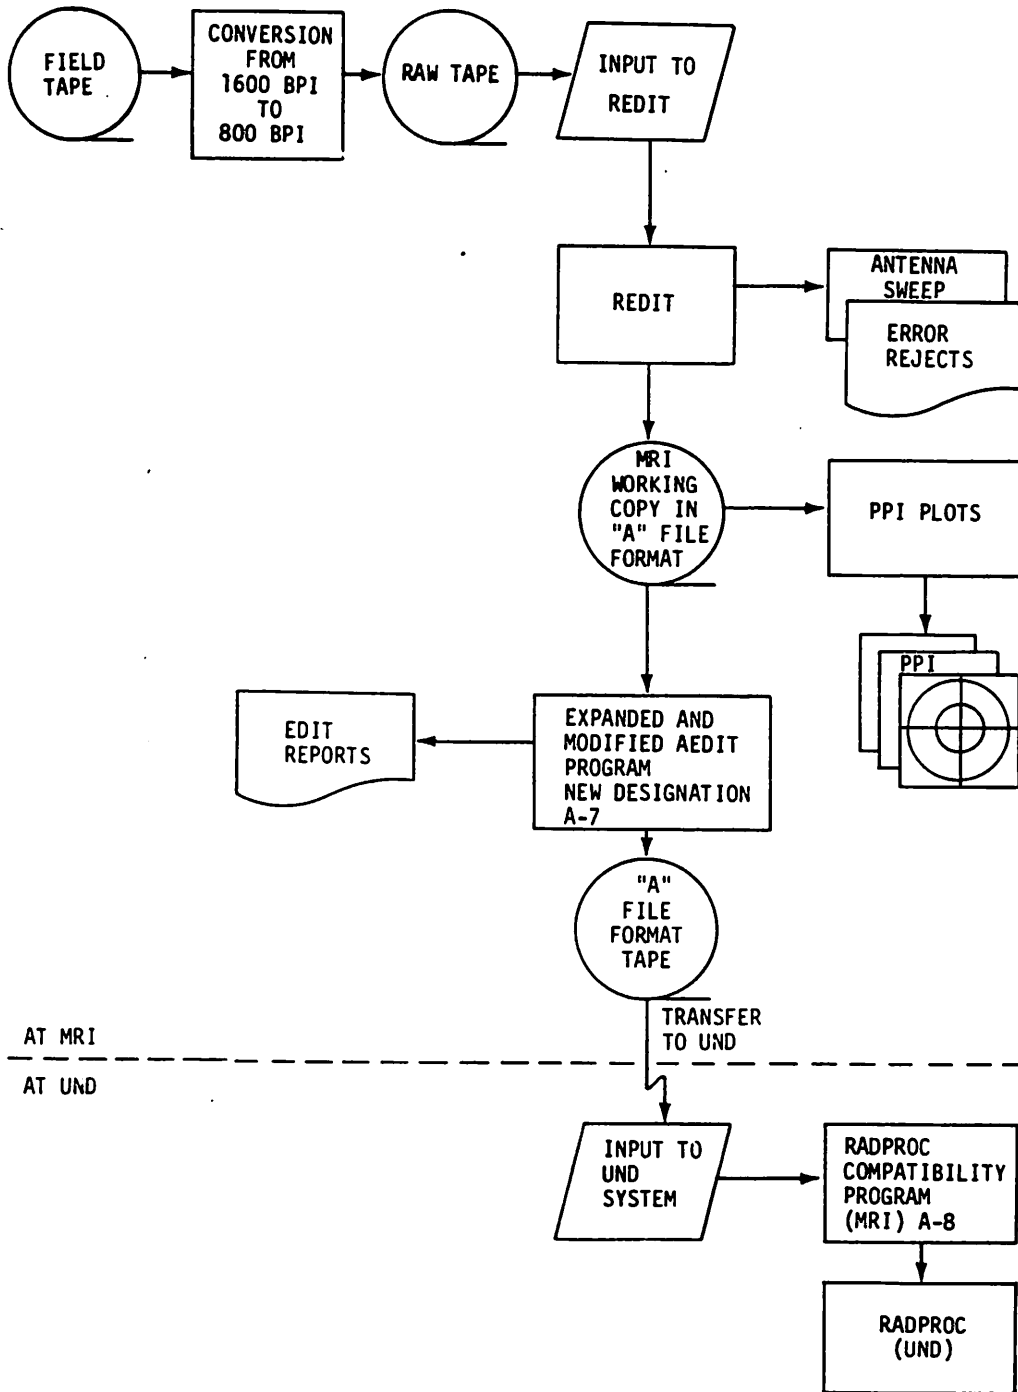 FIELD
TAPE
CONVERSION
FROM
1600 BPI
TO
800 BPI
RAW TAPE
INPUT TO
REDIT
REDIT
ANTENNA
SWEEP
ERROR
REJECTS
MRI
WORKING
COPY IN
"A" FILE
FORMAT
PPI PLOTS
PPI
EDIT
REPORTS
EXPANDED AND
MODIFIED AEDIT
PROGRAM
NEW DESIGNATION
A-7
"A"
FILE
FORMAT
TAPE
TRANSFER
TO UND
AT MRI
AT UND
INPUT TO
UND
SYSTEM
RADPROC
COMPATIBILITY
PROGRAM
(MRI) A-8
RADPROC
(UND)